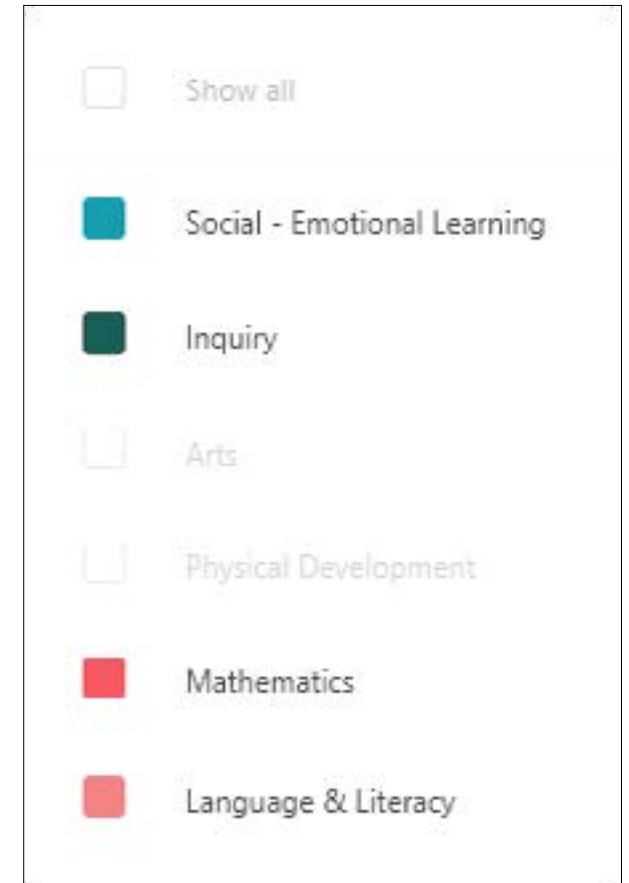 Show all
Social - Emotional Learning
Inquiry
Arts
Physical Development
Mathematics
Language & Literacy